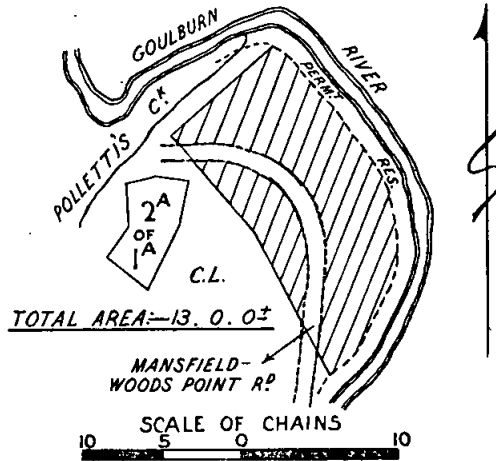 GOULBURN
RIVER
PERMT
RES.
POLLETTI'S CK
2A
OF
1A
C.L.
TOTAL AREA:—13. 0. 0±
MANSFIELD-
WOODS POINT RD
SCALE OF CHAINS
10 5 0 10